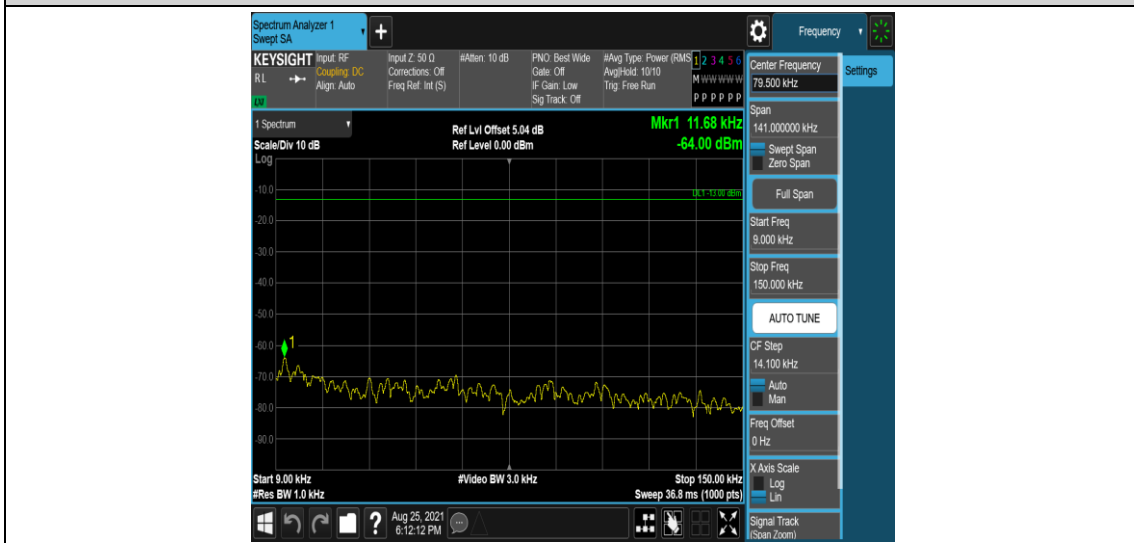 Spectrum Analyzer 1
Swept SA
Frequency
KEYSIGHT
RL
Input: RF
Coupling: DC
Align: Auto
Input Z: 50 Ω
Corrections: Off
Freq Ref: Int (S)
#Atten: 10 dB
PNO: Best Wide
Gate: Off
IF Gain: Low
Sig Track: Off
#Avg Type: Power (RMS
Avg|Hold: 10/10
Trig: Free Run
1 2 3 4 5 6
M W W W W W
P P P P P P
Center Frequency
79.500 kHz
Settings
Span
141.000000 kHz
Swept Span
Zero Span
Full Span
Start Freq
9.000 kHz
Stop Freq
150.000 kHz
AUTO TUNE
CF Step
14.100 kHz
Auto
Man
Freq Offset
0 Hz
X Axis Scale
Log
Lin
Signal Track
(Span Zoom)
1 Spectrum
Scale/Div 10 dB
Ref Lvl Offset 5.04 dB
Ref Level 0.00 dBm
Mkr1 11.68 kHz
-64.00 dBm
Log
DL1 -13.00 dBm
-10.0
-20.0
-30.0
-40.0
-50.0
-60.0
1
-70.0
-80.0
-90.0
Start 9.00 kHz
#Video BW 3.0 kHz
Stop 150.00 kHz
#Res BW 1.0 kHz
Sweep 36.8 ms (1000 pts)
?
Aug 25, 2021
6:12:12 PM